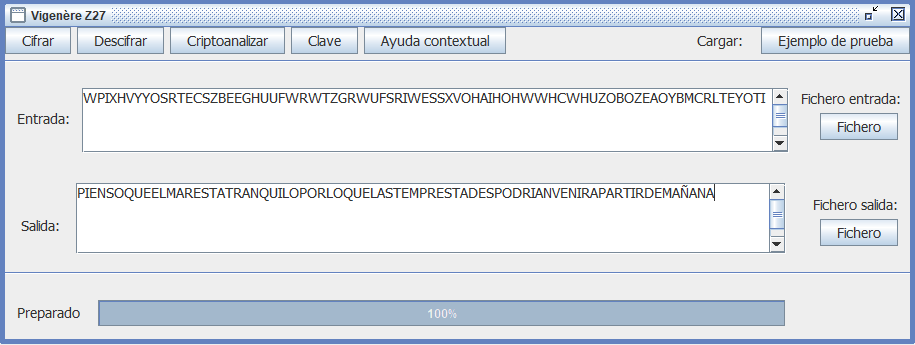 Vigenère Z27
Cifrar Descifrar Criptoanalizar Clave Ayuda contextual Cargar: Ejemplo de prueba
Entrada: WPIXHVYYOSRTECSZBEEGHUUFWRWTZGRWUFSRIWESSXVOHAIHOHWWHCWHUZOBOZEAOYBMCRLTEYOTI Fichero entrada:
Fichero
Salida: PIENSOQUEELMARESTATRANQUILOPORLOQUELASTEMPRESTADESPODRIANVENIRAPARTIRDEMAÑANA Fichero salida:
Fichero
Preparado 100%